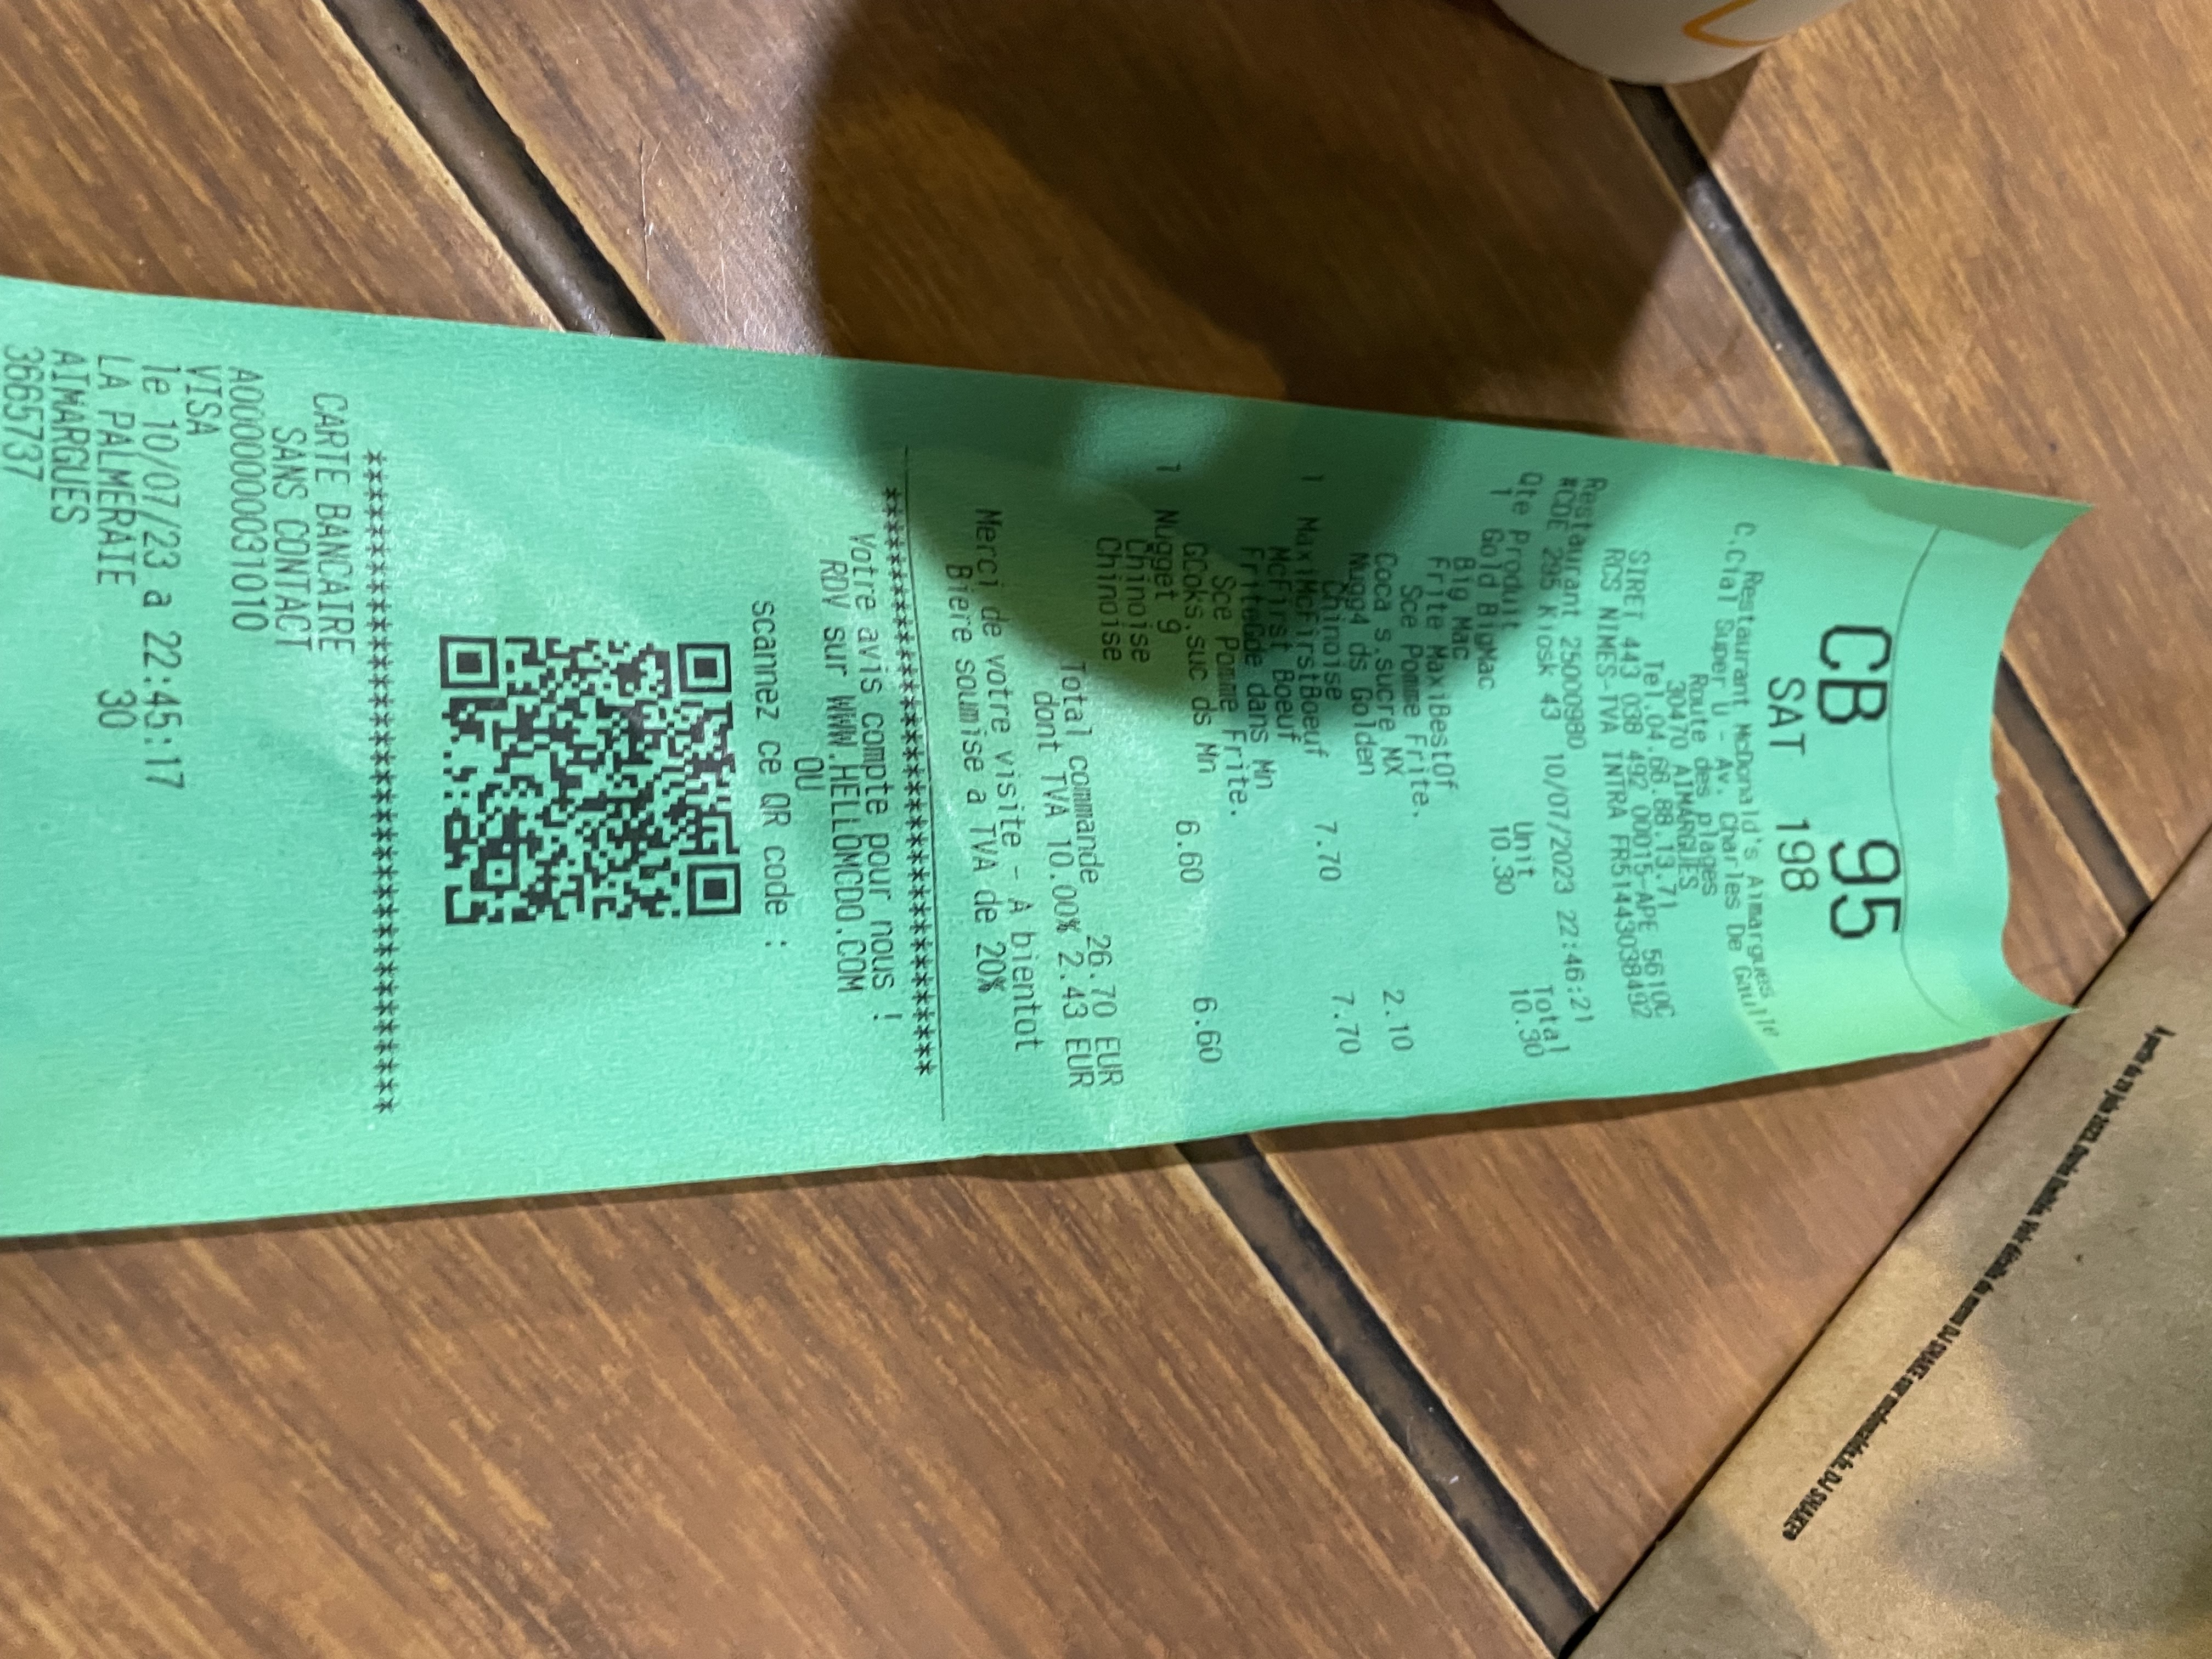 CB 95
SAT 198
Restaurant McDonald's Aimargues
C.Cial Super U - Av. Charles De Gaulle
Route des plages
30470 AIMARGUES
Tel 04.66.88.13.71
SIRET 443 038 492 00015-APE 5610C
RCS NIMES-TVA INTRA FR51443038492
Restaurant 25000980
#CDE 295 Kiosk 43 10/07/2023 22:46:21
Qte Produit Unit Total
1 Gold BigMac 10.30 10.30
Big Mac
Frite MaxiBestOf
Sce Pomme Frite.
Coca s.sucre MX 2.10
Nugg4 ds Golden
Chinoise
1 MaxiMcFirstBoeuf 7.70 7.70
McFirst Boeuf
FriteGde dans Mn
Sce Pomme Frite.
GCoks.suc ds Mn
1 Nugget 9 6.60 6.60
Chinoise
Chinoise
Total commande 26.70 EUR
dont TVA 10.00% 2.43 EUR
Merci de votre visite - A bientot
Biere soumise a TVA de 20%
Votre avis compte pour nous !
RDV sur WWW.HELLOMCDO.COM
OU
scannez ce QR code :
CARTE BANCAIRE
SANS CONTACT
A0000000031010
VISA
le 10/07/23 a 22:45:17
LA PALMERAIE 30
AIMARGUES
3665737